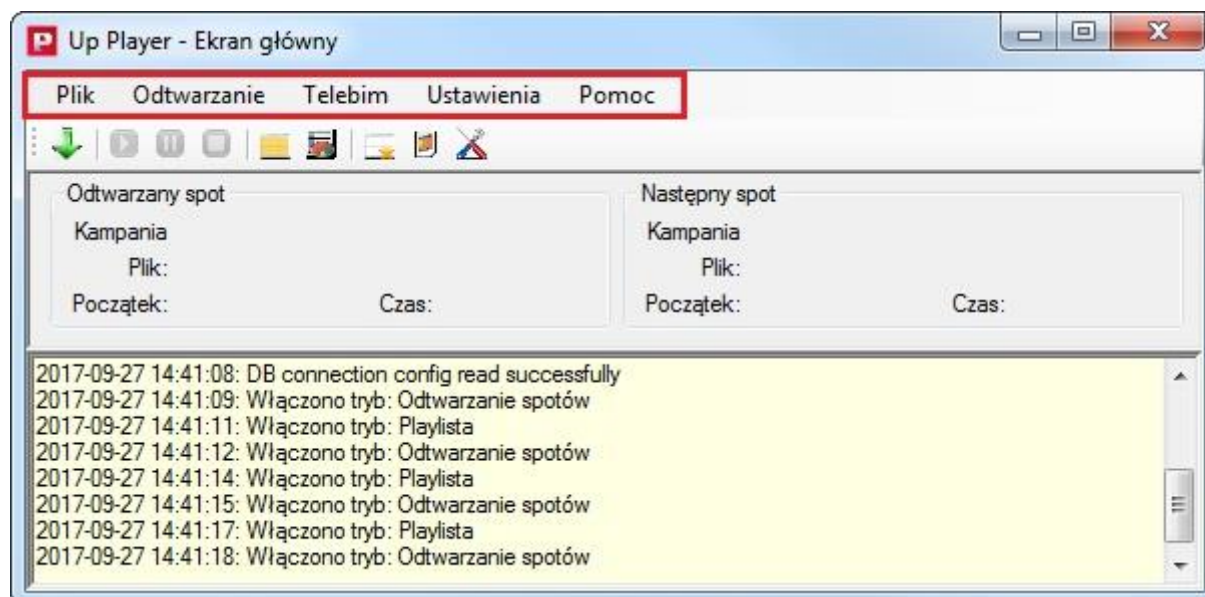 Up Player - Ekran główny
Plik Odtwarzanie Telebim Ustawienia Pomoc
Odtwarzany spot
Kampania
Plik:
Początek: Czas:
Następny spot
Kampania
Plik:
Początek: Czas:
2017-09-27 14:41:08: DB connection config read successfully
2017-09-27 14:41:09: Włączono tryb: Odtwarzanie spotów
2017-09-27 14:41:11: Włączono tryb: Playlista
2017-09-27 14:41:12: Włączono tryb: Odtwarzanie spotów
2017-09-27 14:41:14: Włączono tryb: Playlista
2017-09-27 14:41:15: Włączono tryb: Odtwarzanie spotów
2017-09-27 14:41:17: Włączono tryb: Playlista
2017-09-27 14:41:18: Włączono tryb: Odtwarzanie spotów